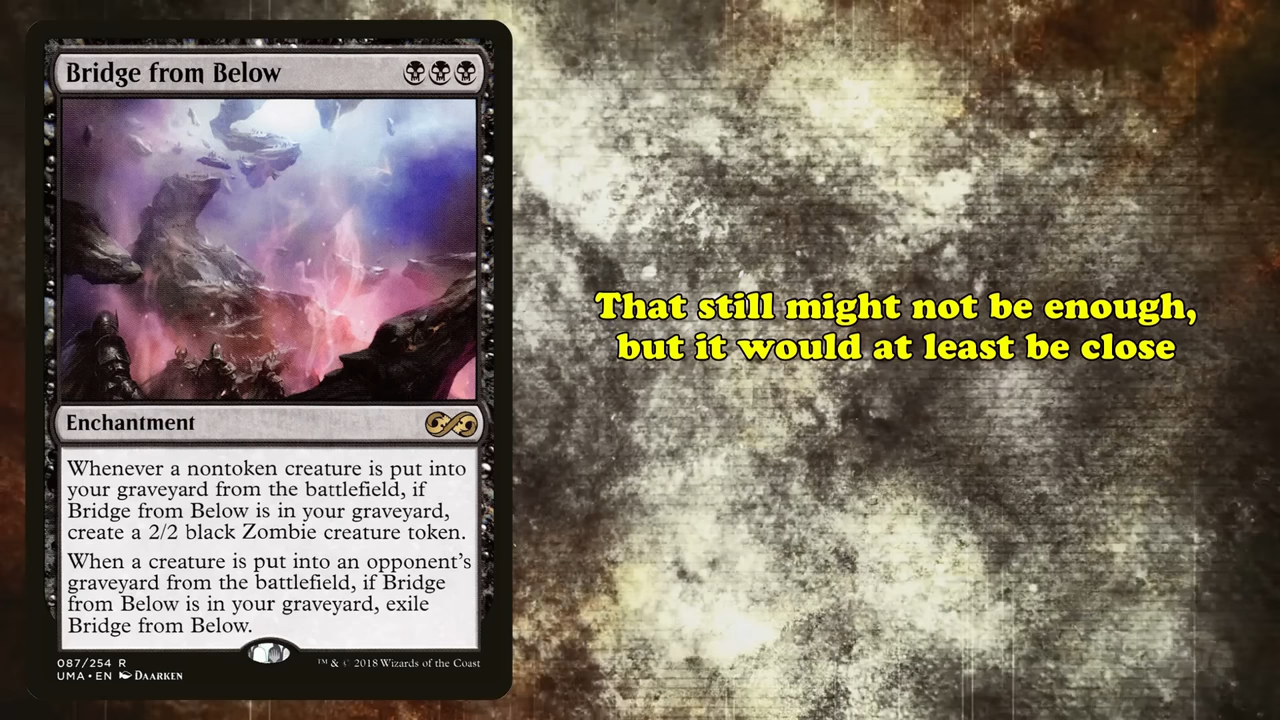 Bridge from Below
That still might not be enough,
but it would at least be close
Enchantment
Whenever a nontoken creature is put into
your graveyard from the battlefield, if
Bridge from Below is in your graveyard,
create a 2/2 black Zombie creature token.
When a creature is put into an opponent's
graveyard from the battlefield, if Bridge
from Below is in your graveyard, exile
Bridge from Below.
087/254 R
UMA • EN DAARKEN
™ & © 2018 Wizards of the Coast